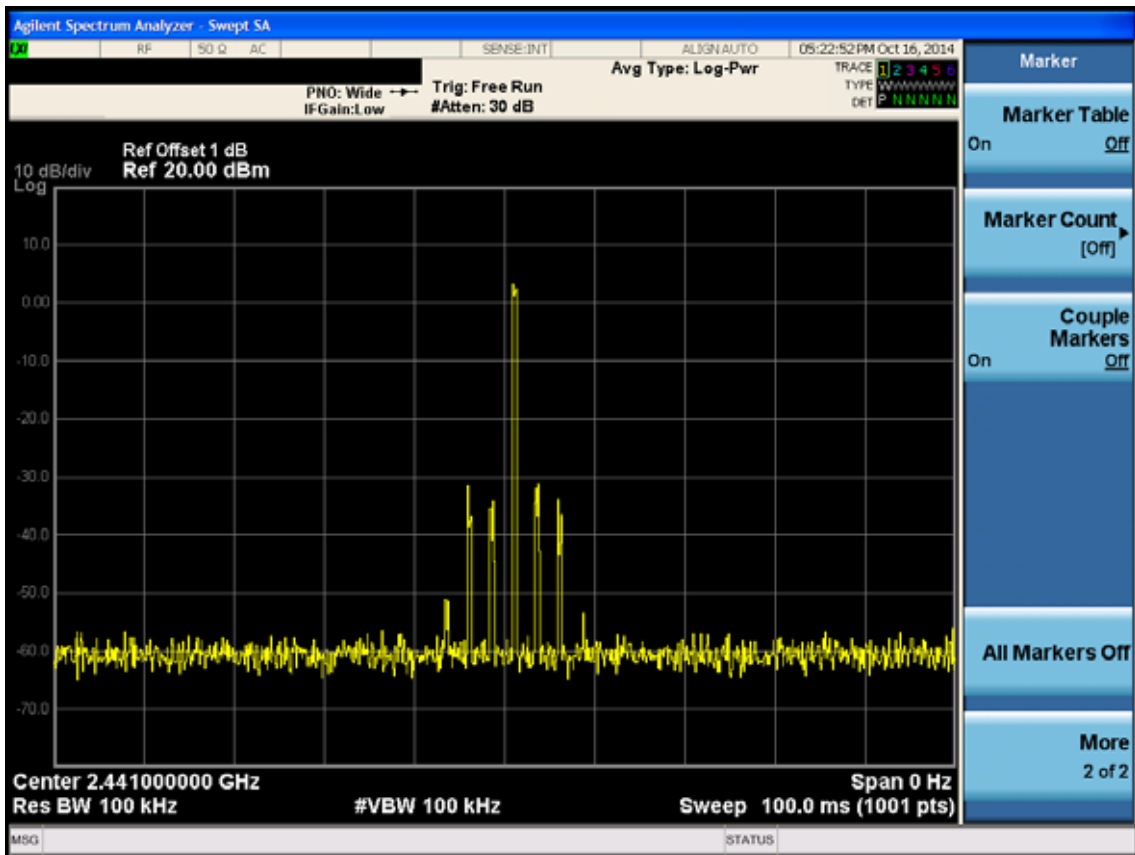 Agilent Spectrum Analyzer - Swept SA
RF 50 Ω AC SENSE:INT ALIGN AUTO 05:22:52 PM Oct 16, 2014
Avg Type: Log-Pwr TRACE 1 2 3 4 5 6
PNO: Wide Trig: Free Run TYPE WWWWWW
IFGain:Low #Atten: 30 dB DET P N N N N N
Ref Offset 1 dB
10 dB/div Ref 20.00 dBm
Log
10.0
0.00
-10.0
-20.0
-30.0
-40.0
-50.0
-60.0
-70.0
Center 2.441000000 GHz Span 0 Hz
Res BW 100 kHz #VBW 100 kHz Sweep 100.0 ms (1001 pts)
MSG STATUS
Marker
Marker Table
On Off
Marker Count
[Off]
Couple
Markers
On Off
All Markers Off
More
2 of 2